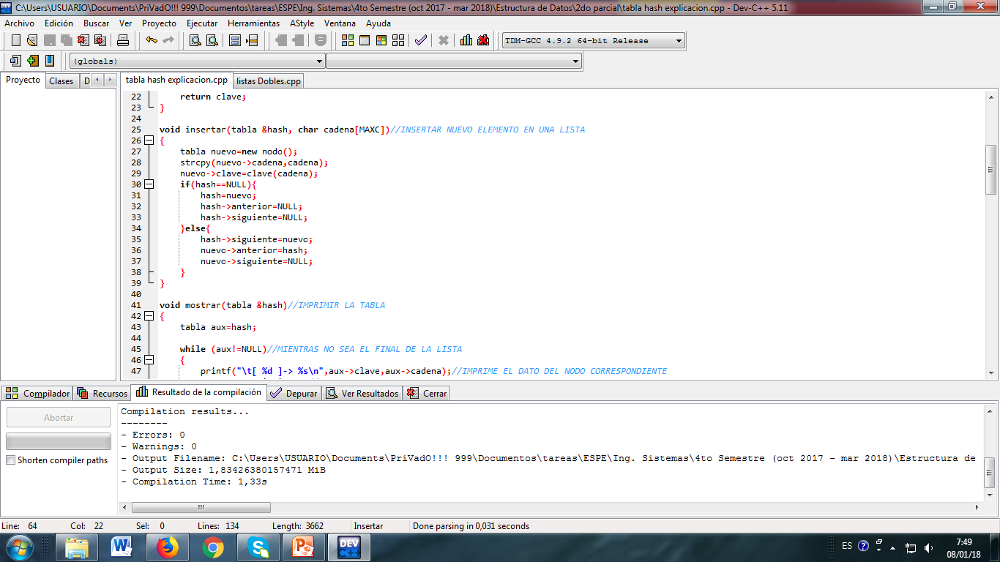 C:\Users\USUARIO\Documents\PriVadO!!! 999\Documentos\tareas\ESPE\Ing. Sistemas\4to Semestre (oct 2017 - mar 2018)\Estructura de Datos\2do parcial\tabla hash explicacion.cpp - Dev-C++ 5.11
Archivo Edición Buscar Ver Proyecto Ejecutar Herramientas AStyle Ventana Ayuda
TDM-GCC 4.9.2 64-bit Release
(globals)
Proyecto Clases D
tabla hash explicacion.cpp listas Dobles.cpp
22 return clave;
23 }
24
25 void insertar(tabla &hash, char cadena[MAXC])//INSERTAR NUEVO ELEMENTO EN UNA LISTA
26 {
27 tabla nuevo=new nodo();
28 strcpy(nuevo->cadena,cadena);
29 nuevo->clave=clave(cadena);
30 if(hash==NULL){
31 hash=nuevo;
32 hash->anterior=NULL;
33 hash->siguiente=NULL;
34 }else{
35 hash->siguiente=nuevo;
36 nuevo->anterior=hash;
37 nuevo->siguiente=NULL;
38 }
39 }
40
41 void mostrar(tabla &hash)//IMPRIMIR LA TABLA
42 {
43 tabla aux=hash;
44
45 while (aux!=NULL)//MIENTRAS NO SEA EL FINAL DE LA LISTA
46 {
47 printf("\t[ %d ]-> %s\n",aux->clave,aux->cadena);//IMPRIME EL DATO DEL NODO CORRESPONDIENTE
Compilador Recursos Resultado de la compilación Depurar Ver Resultados Cerrar
Abortar
Shorten compiler paths
Compilation results...
--------
- Errors: 0
- Warnings: 0
- Output Filename: C:\Users\USUARIO\Documents\PriVadO!!! 999\Documentos\tareas\ESPE\Ing. Sistemas\4to Semestre (oct 2017 - mar 2018)\Estructura de
- Output Size: 1,83426380157471 MiB
- Compilation Time: 1,33s
Line: 64 Col: 22 Sel: 0 Lines: 134 Length: 3662 Insertar Done parsing in 0,031 seconds
DEV C++
ES
7:49
08/01/18